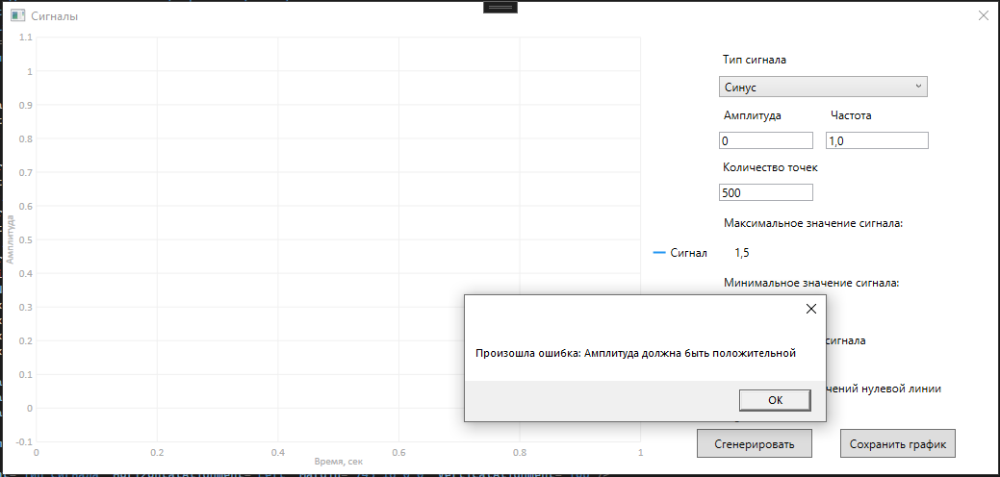 Сигналы
1.1
1
0.9
0.8
0.7
0.6
0.5
0.4
0.3
0.2
0.1
0
-0.1
Амплитуда
0
0.2
0.4
0.6
0.8
1
Время, сек
Сигнал
Тип сигнала
Синус
Амплитуда Частота
0 1,0
Количество точек
500
Максимальное значение сигнала:
1,5
Минимальное значение сигнала:
сигнала
нулевой линии
Произошла ошибка: Амплитуда должна быть положительной
ОК
Сгенерировать Сохранить график